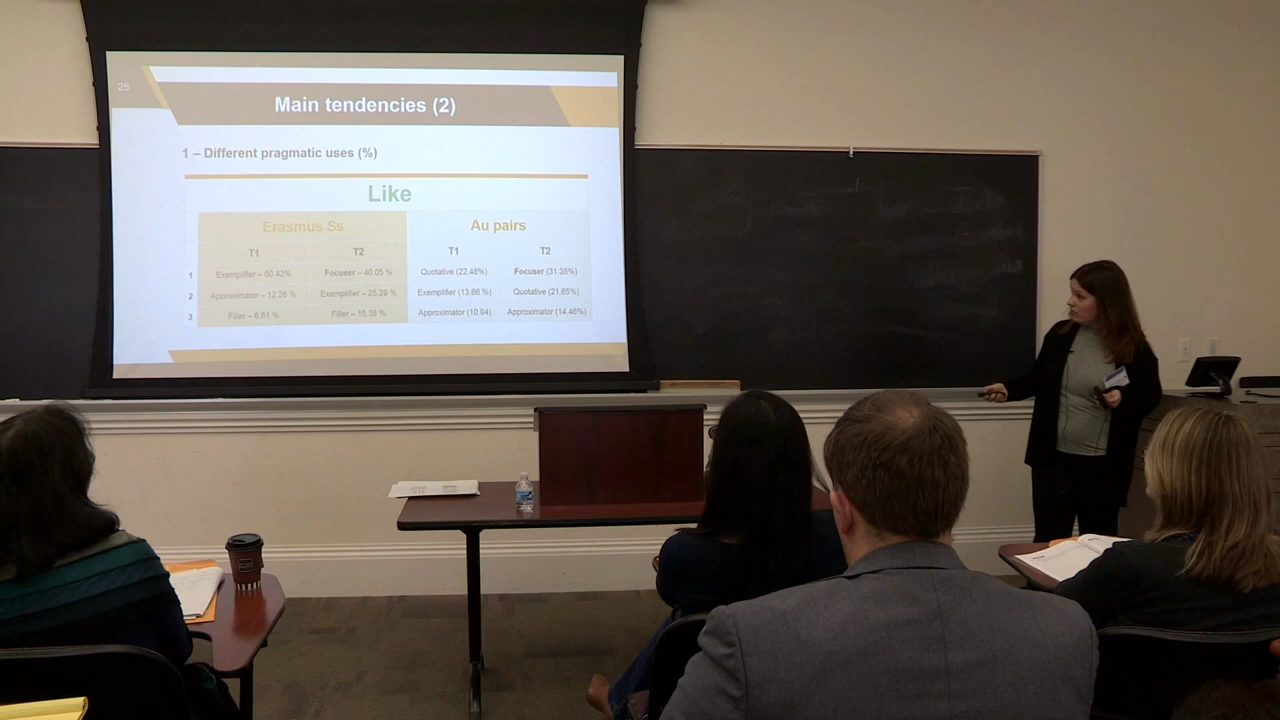 25
Main tendencies (2)
1 – Different pragmatic uses (%)
Like
Erasmus Ss Au pairs
T1 T2 T1 T2
1 Exemplifier – 60.42% Focuser – 40.05 % Quotative (22.48%) Focuser (31.35%)
2 Approximator – 12.26 % Exemplifier – 25.29 % Exemplifier (13.66 %) Quotative (21.65%)
3 Filler – 6.61 % Filler – 15.38 % Approximator (10.94) Approximator (14.46%)